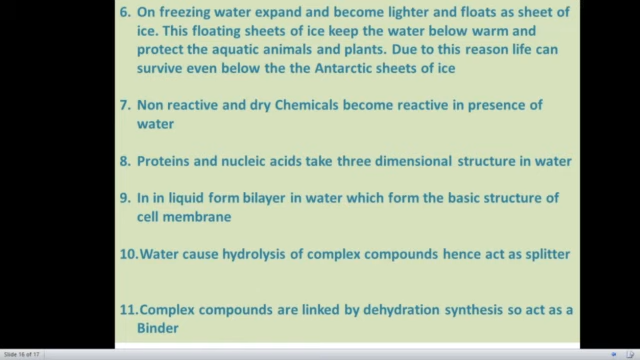 6. On freezing water expand and become lighter and floats as sheet of
ice. This floating sheets of ice keep the water below warm and
protect the aquatic animals and plants. Due to this reason life can
survive even below the the Antarctic sheets of ice
7. Non reactive and dry Chemicals become reactive in presence of
water
8. Proteins and nucleic acids take three dimensional structure in water
9. In in liquid form bilayer in water which form the basic structure of
cell membrane
10.Water cause hydrolysis of complex compounds hence act as splitter
11.Complex compounds are linked by dehydration synthesis so act as a
Binder
Slide 16 of 17